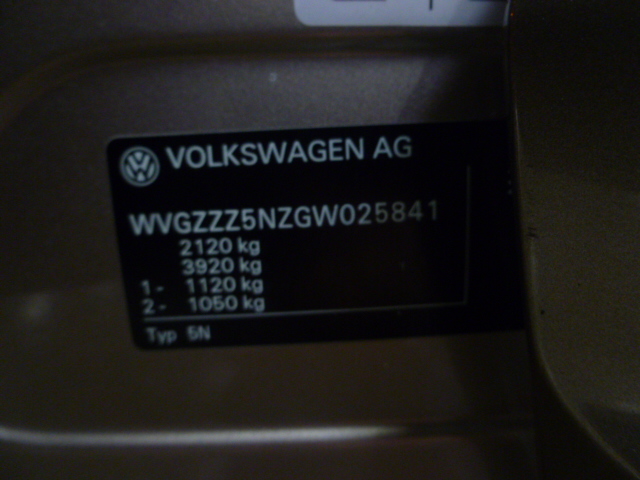 VOLKSWAGEN AG
WVGZZZ5NZGW025841
2120 kg
3920 kg
1- 1120 kg
2- 1050 kg
Typ 5N